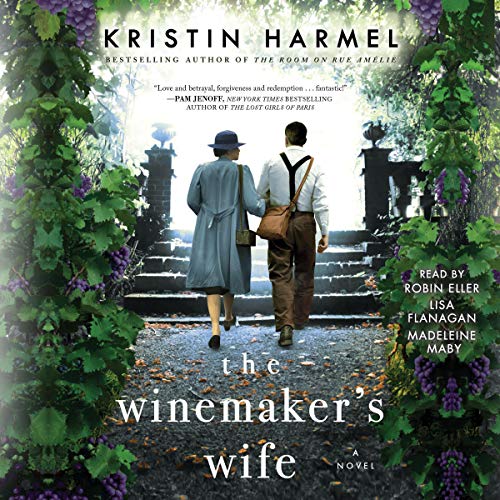 KRISTIN HARMEL
BESTSELLING AUTHOR OF THE ROOM ON RUE AMÉLIE
"Love and betrayal, forgiveness and redemption . . . fantastic!"
—PAM JENOFF, NEW YORK TIMES BESTSELLING
AUTHOR OF THE LOST GIRLS OF PARIS
READ BY
ROBIN ELLER
LISA
FLANAGAN
MADELEINE
MABY
the
winemaker's
wife
A
NOVEL